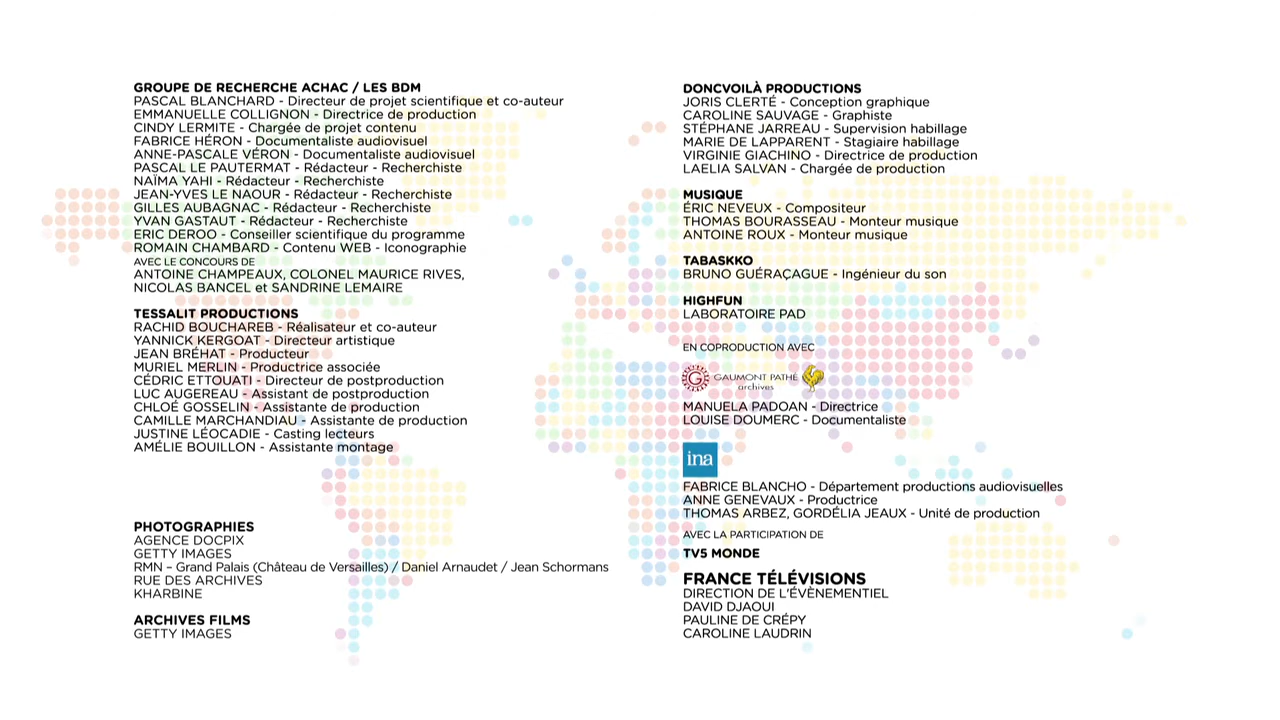 GROUPE DE RECHERCHE ACHAC / LES BDM
PASCAL BLANCHARD - Directeur de projet scientifique et co-auteur
EMMANUELLE COLLIGNON - Directrice de production
CINDY LERMITE - Chargée de projet contenu
FABRICE HÉRON - Documentaliste audiovisuel
ANNE-PASCALE VÉRON - Documentaliste audiovisuel
PASCAL LE PAUTERMAT - Rédacteur - Recherchiste
NAÏMA YAHI - Rédacteur - Recherchiste
JEAN-YVES LE NAOUR - Rédacteur - Recherchiste
GILLES AUBAGNAC - Rédacteur - Recherchiste
YVAN GASTAUT - Rédacteur - Recherchiste
ERIC DEROO - Conseiller scientifique du programme
ROMAIN CHAMBARD - Contenu WEB - Iconographie
AVEC LE CONCOURS DE
ANTOINE CHAMPEAUX, COLONEL MAURICE RIVES,
NICOLAS BANCEL et SANDRINE LEMAIRE
TESSALIT PRODUCTIONS
RACHID BOUCHAREB - Réalisateur et co-auteur
YANNICK KERGOAT - Directeur artistique
JEAN BRÉHAT - Producteur
MURIEL MERLIN - Productrice associée
CÉDRIC ETTOUATI - Directeur de postproduction
LUC AUGEREAU - Assistant de postproduction
CHLOÉ GOSSELIN - Assistante de production
CAMILLE MARCHANDIAU - Assistante de production
JUSTINE LÉOCADIE - Casting lecteurs
AMÉLIE BOUILLON - Assistante montage
PHOTOGRAPHIES
AGENCE DOCPIX
GETTY IMAGES
RMN – Grand Palais (Château de Versailles) / Daniel Arnaudet / Jean Schormans
RUE DES ARCHIVES
KHARBINE
ARCHIVES FILMS
GETTY IMAGES
DONCVOILÀ PRODUCTIONS
JORIS CLERTÉ - Conception graphique
CAROLINE SAUVAGE - Graphiste
STÉPHANE JARREAU - Supervision habillage
MARIE DE LAPPARENT - Stagiaire habillage
VIRGINIE GIACHINO - Directrice de production
LAELIA SALVAN - Chargée de production
MUSIQUE
ÉRIC NEVEUX - Compositeur
THOMAS BOURASSEAU - Monteur musique
ANTOINE ROUX - Monteur musique
TABASKKO
BRUNO GUÉRAÇAGUE - Ingénieur du son
HIGHFUN
LABORATOIRE PAD
EN COPRODUCTION AVEC
G GAUMONT PATHÉ
archives
MANUELA PADOAN - Directrice
LOUISE DOUMERC - Documentaliste
ina
FABRICE BLANCHO - Département productions audiovisuelles
ANNE GENEVAUX - Productrice
THOMAS ARBEZ, GORDÉLIA JEAUX - Unité de production
AVEC LA PARTICIPATION DE
TV5 MONDE
FRANCE TÉLÉVISIONS
DIRECTION DE L'ÉVÈNEMENTIEL
DAVID DJAOUI
PAULINE DE CRÉPY
CAROLINE LAUDRIN